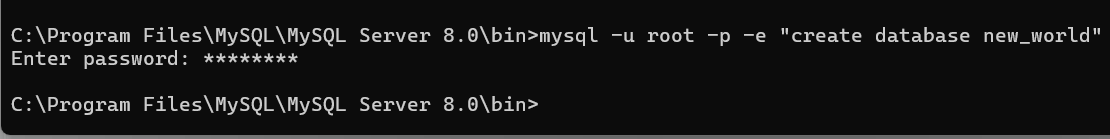 C:\Program Files\MySQL\MySQL Server 8.0\bin>mysql -u root -p -e "create database new_world"
Enter password: ********
C:\Program Files\MySQL\MySQL Server 8.0\bin>